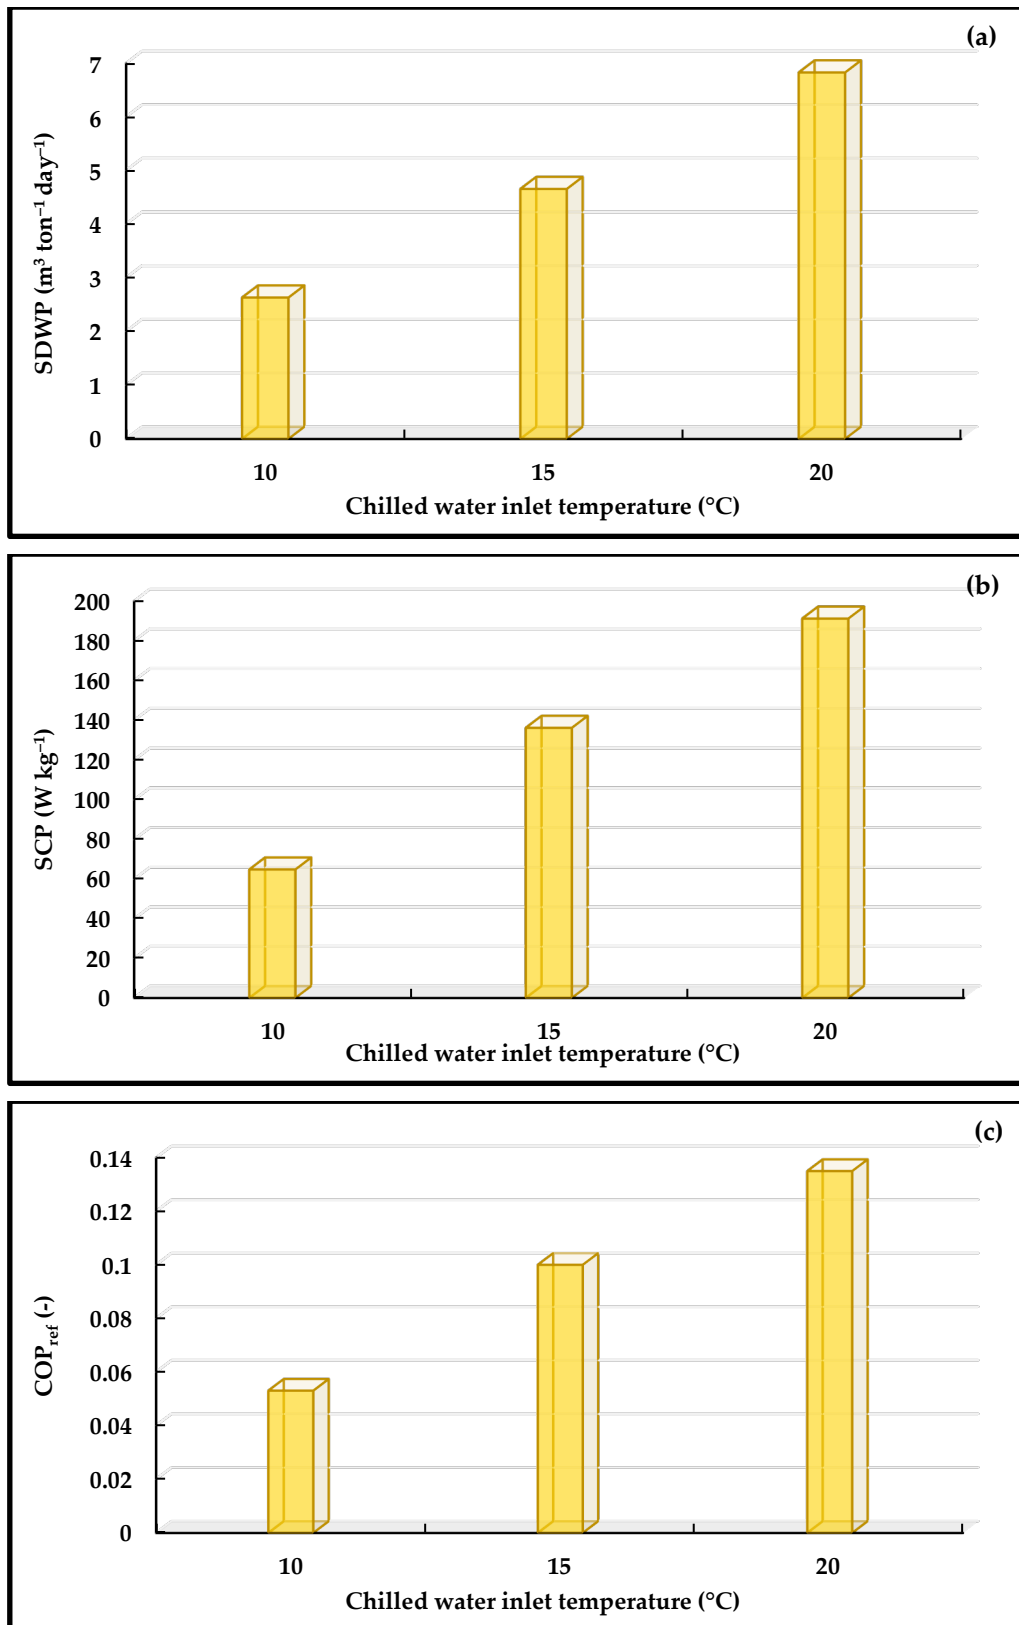 (a)
7
6
5
4
3
2
1
0
SDWP (m³ ton⁻¹ day⁻¹)
10 15 20
Chilled water inlet temperature (°C)
(b)
200
180
160
140
120
100
80
60
40
20
0
SCP (W kg⁻¹)
10 15 20
Chilled water inlet temperature (°C)
(c)
0.14
0.12
0.1
0.08
0.06
0.04
0.02
0
COP_ref (-)
10 15 20
Chilled water inlet temperature (°C)